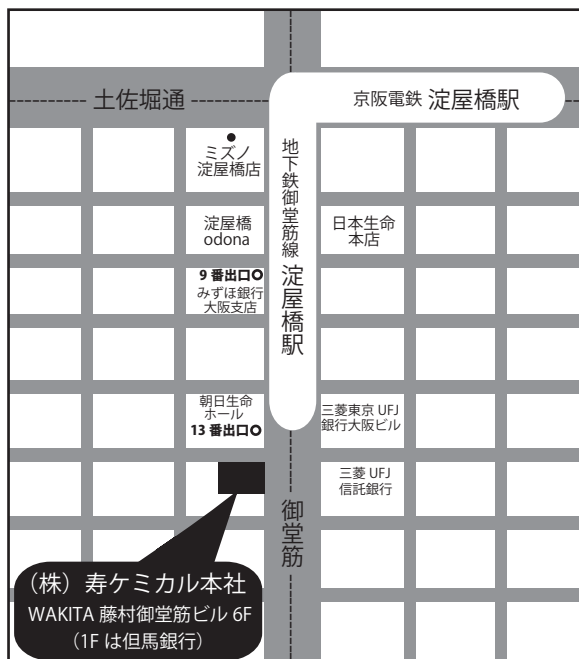 土佐堀通
京阪電鉄 淀屋橋駅
ミズノ
淀屋橋店
地下鉄御堂筋線 淀屋橋駅
淀屋橋
odona
日本生命
本店
9 番出口
みずほ銀行
大阪支店
朝日生命
ホール
13 番出口
三菱東京 UFJ
銀行大阪ビル
三菱 UFJ
信託銀行
御堂筋
（株）寿ケミカル本社
WAKITA 藤村御堂筋ビル 6F
（1F は但馬銀行）